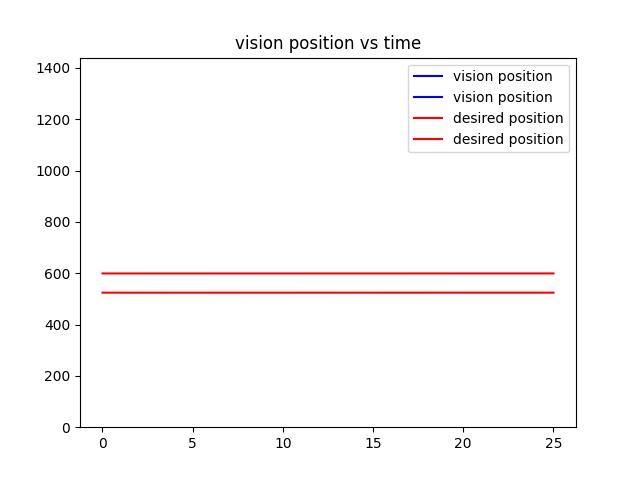 vision position vs time
1400
1200
1000
800
600
400
200
0
vision position
vision position
desired position
desired position
0 5 10 15 20 25